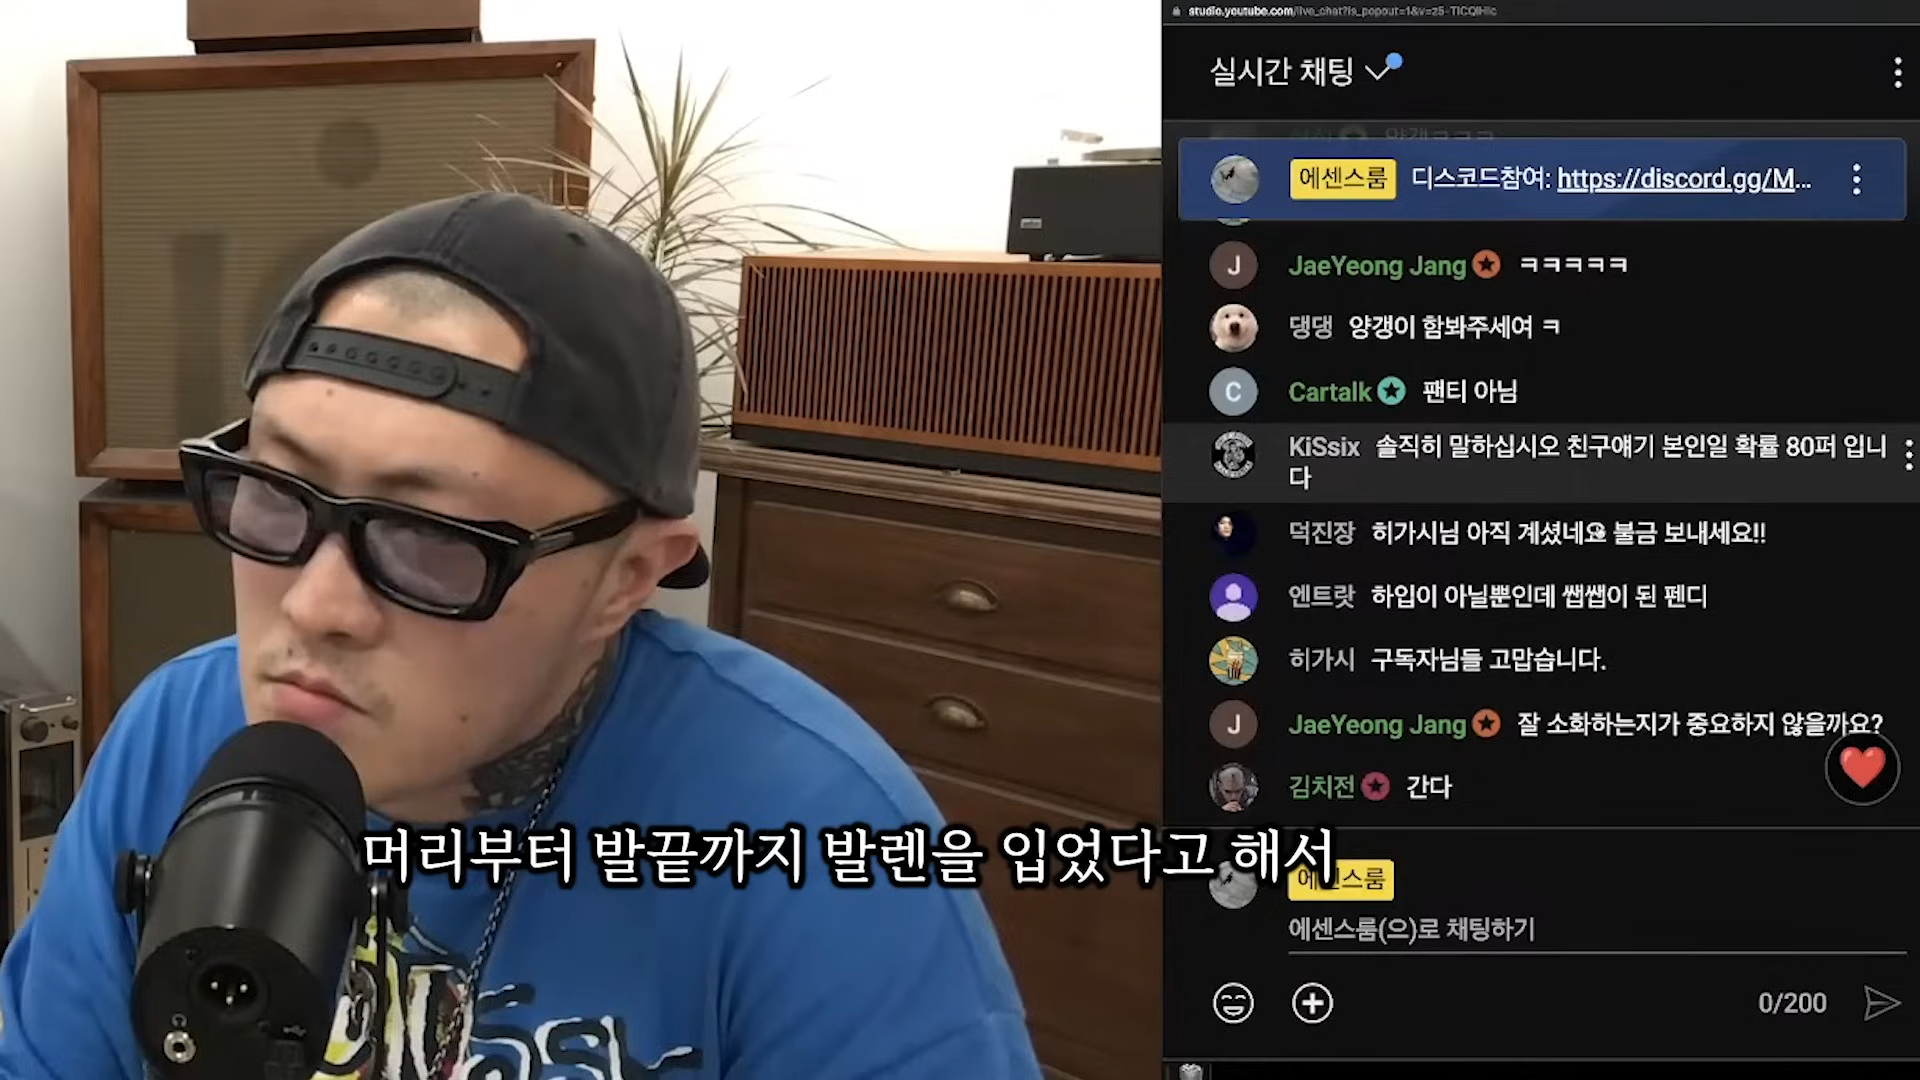 studio.youtube.com/live_chat?is_popout=1&v=z5-TlCQlHlc
실시간 채팅
에센스룸 디스코드참여: https://discord.gg/M...
J JaeYeong Jang ㅋㅋㅋㅋㅋ
댕댕 양갱이 함봐주세여 ㅋ
C Cartalk 팬티 아님
KiSsix 솔직히 말하십시오 친구얘기 본인일 확률 80퍼 입니
다
덕진장 히가시님 아직 계셨네요 불금 보내세요!!
엔트랏 하입이 아닐뿐인데 쌥쌥이 된 펜디
히가시 구독자님들 고맙습니다.
J JaeYeong Jang 잘 소화하는지가 중요하지 않을까요?
김치전 간다
머리부터 발끝까지 발렌을 입었다고 해서
에센스룸
에센스룸(으)로 채팅하기
0/200